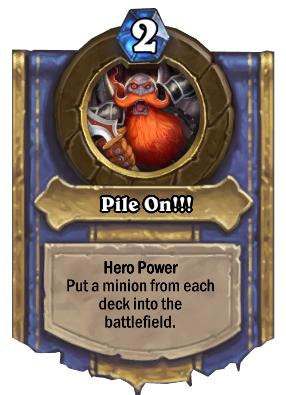 2
Pile On!!!
Hero Power
Put a minion from each
deck into the
battlefield.